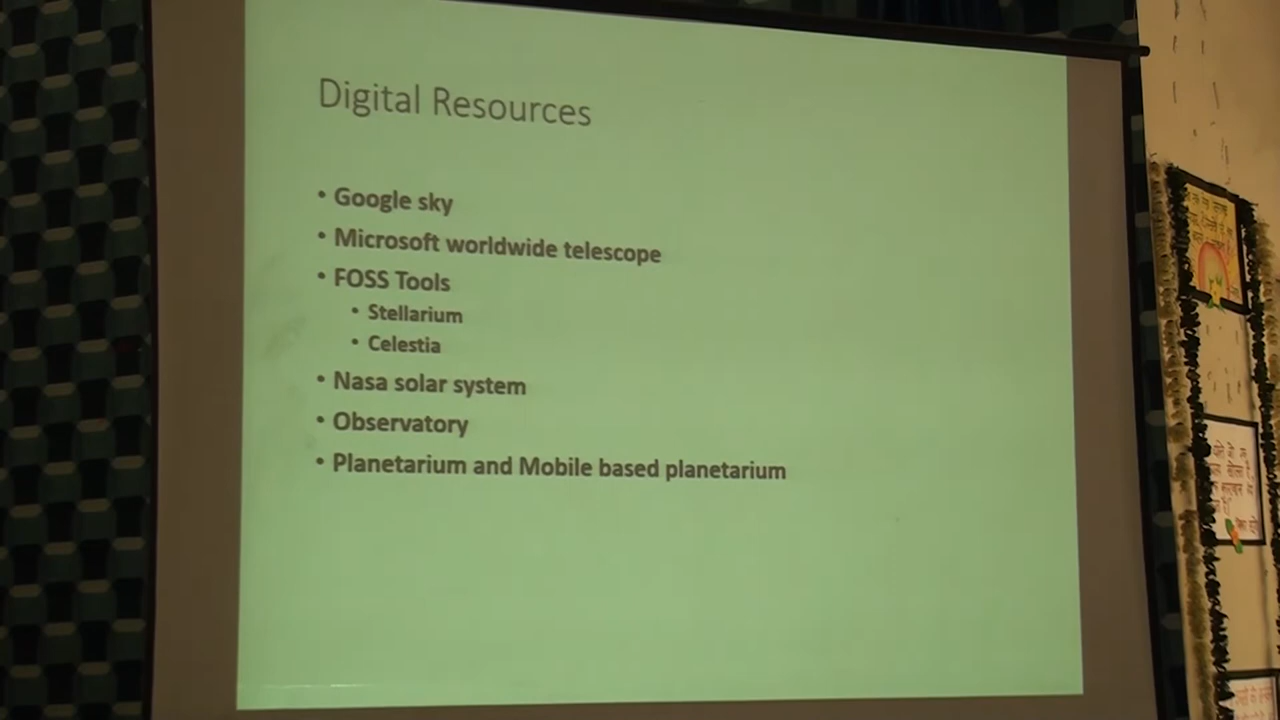 Digital Resources
• Google sky
• Microsoft worldwide telescope
• FOSS Tools
• Stellarium
• Celestia
• Nasa solar system
• Observatory
• Planetarium and Mobile based planetarium